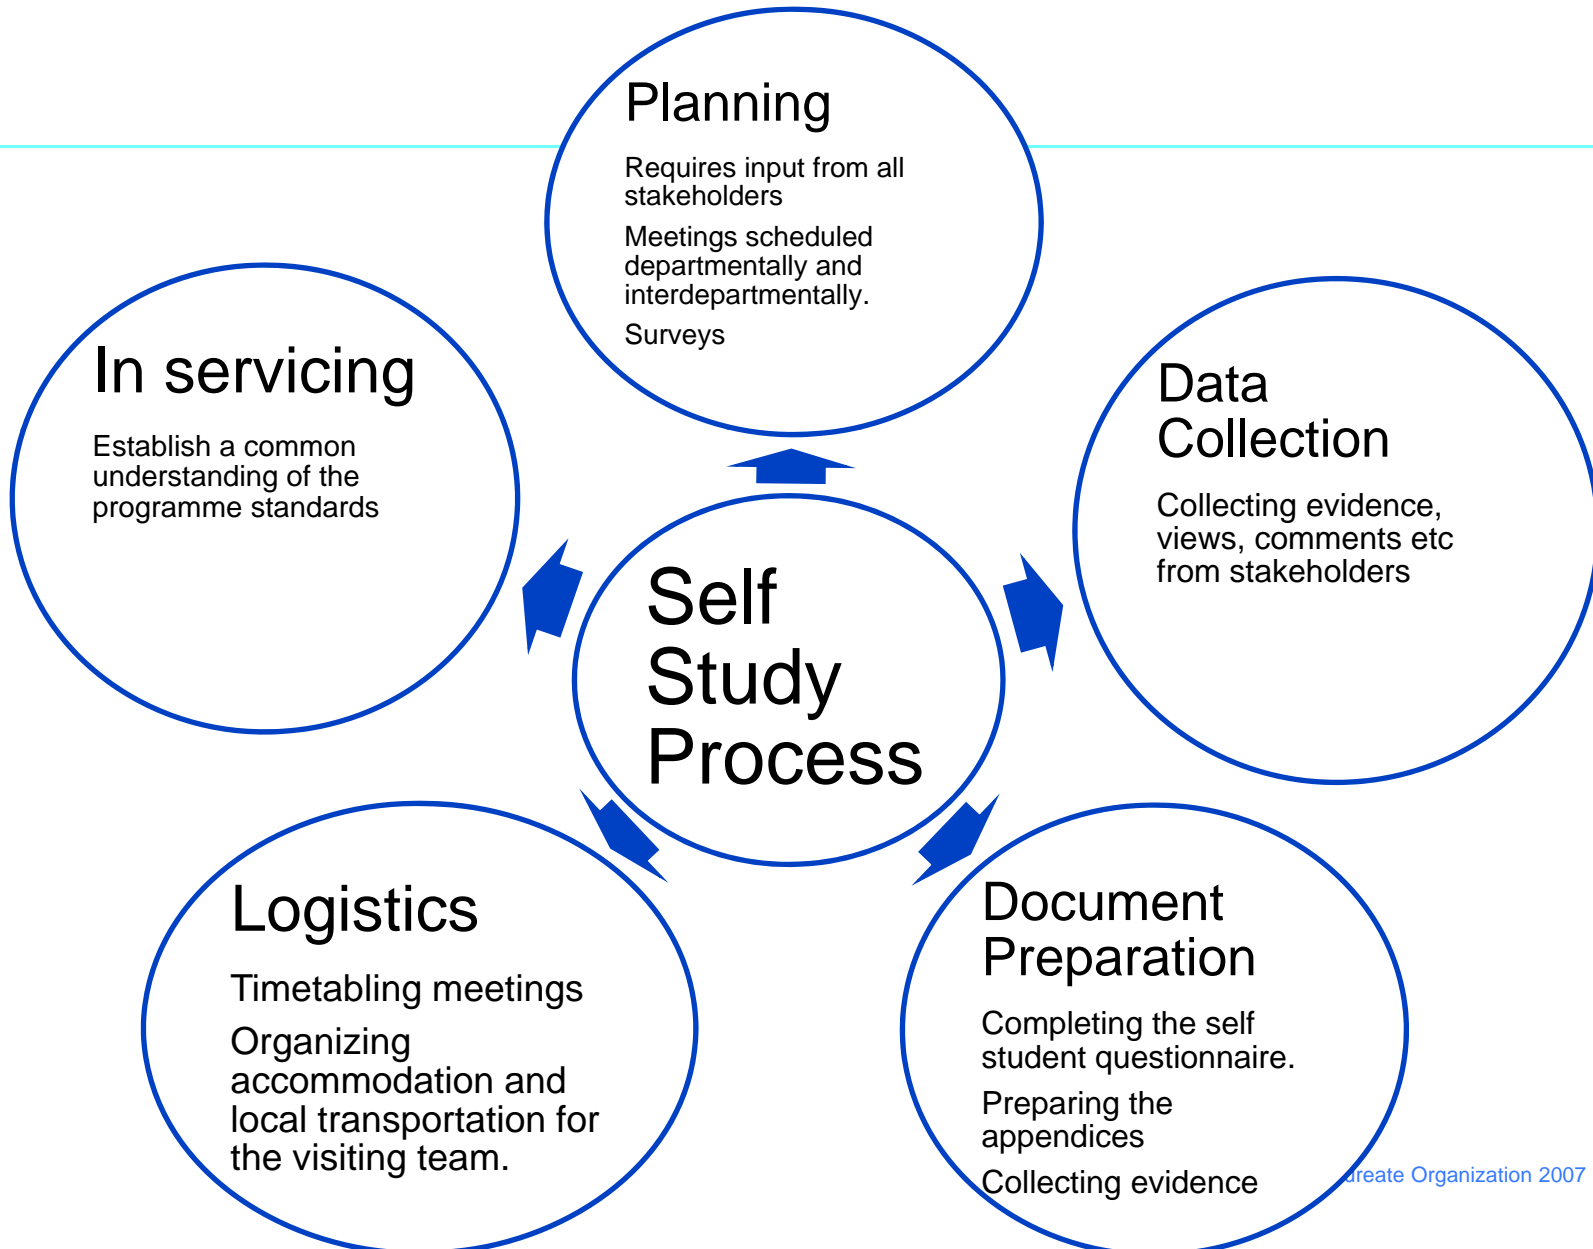 Planning
Requires input from all
stakeholders
Meetings scheduled
departmentally and
interdepartmentally.
Surveys
In servicing
Establish a common
understanding of the
programme standards
Data
Collection
Collecting evidence,
views, comments etc
from stakeholders
Self
Study
Process
Logistics
Timetabling meetings
Organizing
accommodation and
local transportation for
the visiting team.
Document
Preparation
Completing the self
student questionnaire.
Preparing the
appendices
Collecting evidence
Organization 2007